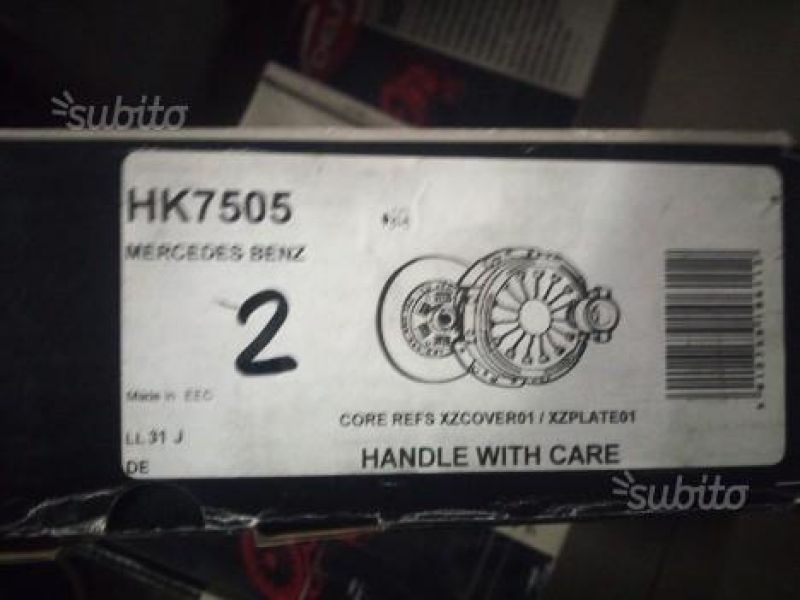 subito
HK7505
MERCEDES BENZ
2
Made in EEC
CORE REFS XZCOVER01 / XZPLATE01
LL 31 J
HANDLE WITH CARE
DE
subito